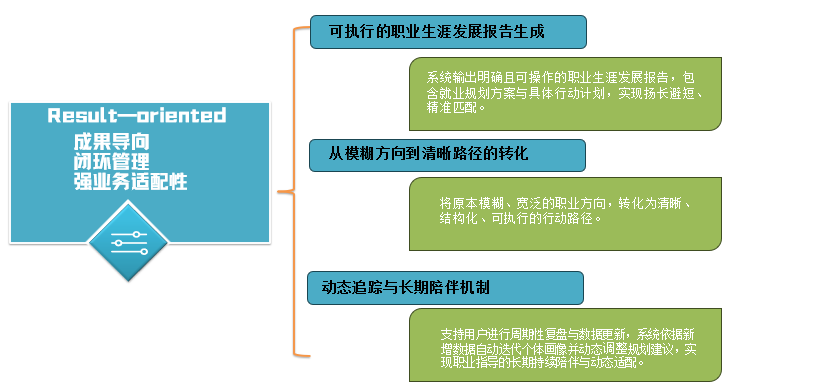 Result—oriented
成果导向
闭环管理
强业务适配性
可执行的职业生涯发展报告生成
系统输出明确且可操作的职业生涯发展报告，包
含就业规划方案与具体行动计划，实现扬长避短、
精准匹配。
从模糊方向到清晰路径的转化
将原本模糊、宽泛的职业方向，转化为清晰、
结构化、可执行的行动路径。
动态追踪与长期陪伴机制
支持用户进行周期性复盘与数据更新，系统依据新
增数据自动迭代个体画像并动态调整规划建议，实
现职业指导的长期持续陪伴与动态适配。